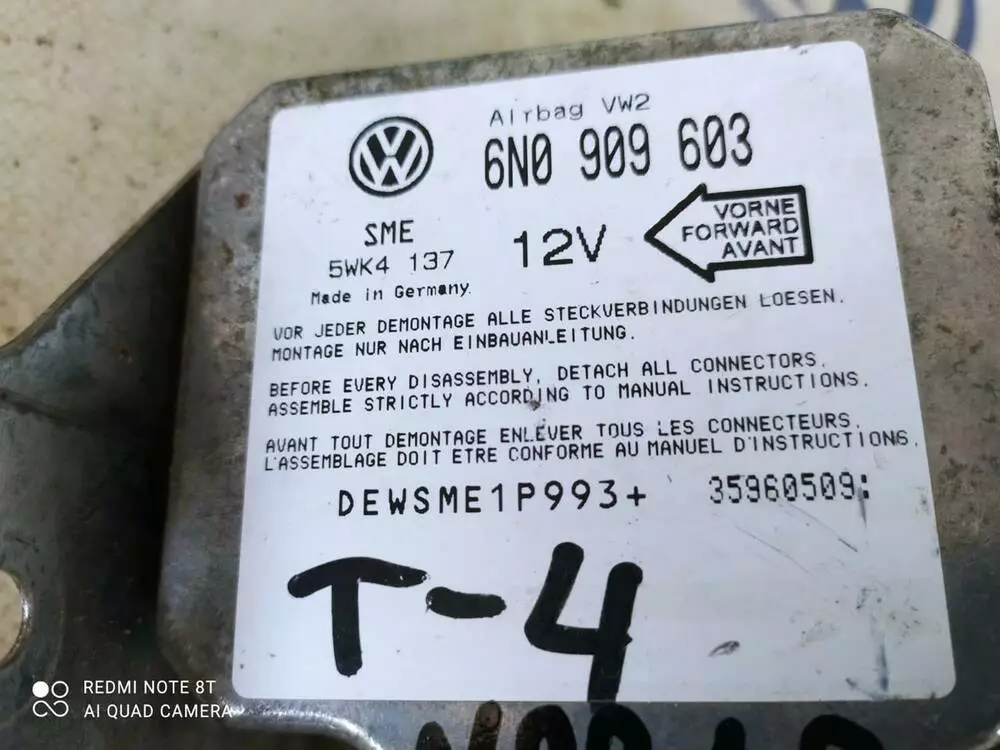 Airbag VW2
6N0 909 603
SME
5WK4 137
12V
VORNE
FORWARD
AVANT
Made in Germany.
VOR JEDER DEMONTAGE ALLE STECKVERBINDUNGEN LOESEN.
MONTAGE NUR NACH EINBAUANLEITUNG.
BEFORE EVERY DISASSEMBLY, DETACH ALL CONNECTORS.
ASSEMBLE STRICTLY ACCORDING TO MANUAL INSTRUCTIONS.
AVANT TOUT DEMONTAGE ENLEVER TOUS LES CONNECTEURS.
L'ASSEMBLAGE DOIT ETRE CONFORME AU MANUEL D'INSTRUCTIONS.
DEWSME1P993+ 35960509:
T-4
REDMI NOTE 8T
AI QUAD CAMERA